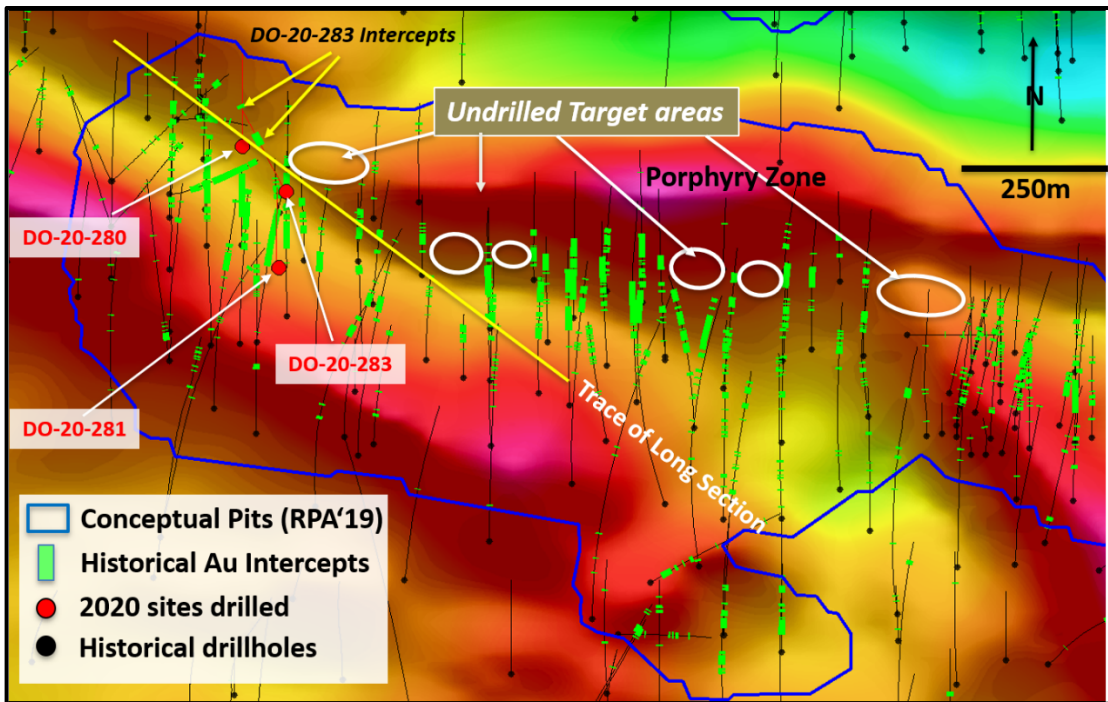 DO-20-283 Intercepts
Undrilled Target areas
N
Porphyry Zone
250m
DO-20-280
DO-20-283
DO-20-281
Trace of Long Section
Conceptual Pits (RPA‘19)
Historical Au Intercepts
2020 sites drilled
Historical drillholes